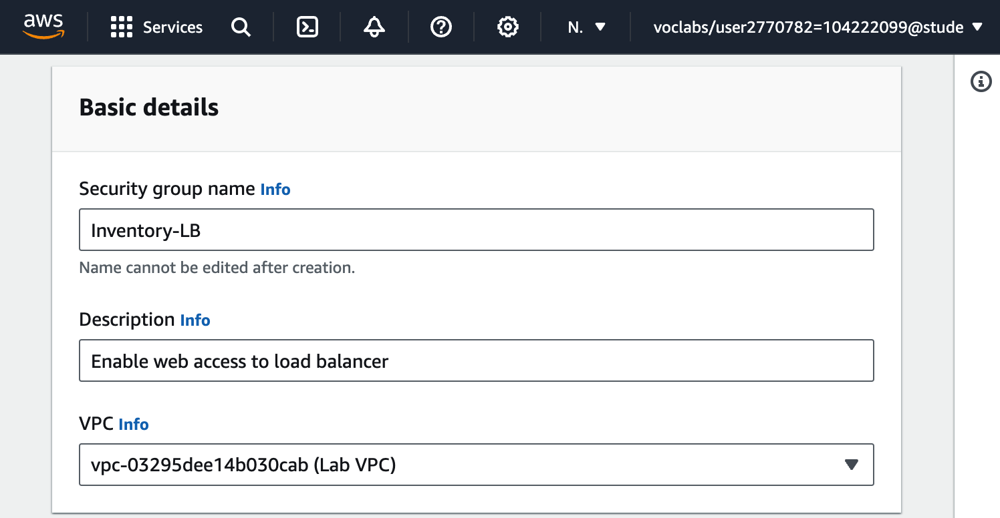 aws Services N. voclabs/user2770782=104222099@stude
Basic details
Security group name Info
Inventory-LB
Name cannot be edited after creation.
Description Info
Enable web access to load balancer
VPC Info
vpc-03295dee14b030cab (Lab VPC)